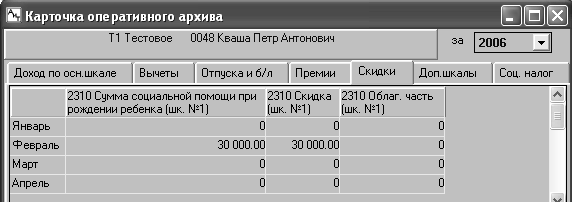 Карточка оперативного архива
Т1 Тестовое 0048 Кваша Петр Антонович за 2006
Доход по осн.шкале Вычеты Отпуска и б/л Премии Скидки Доп.шкалы Соц. налог
2310 Сумма социальной помощи при 2310 Скидка 2310 Облаг. часть
рождении ребенка (шк. №1) (шк. №1) (шк. №1)
Январь 0 0 0
Февраль 30 000.00 30 000.00 0
Март 0 0 0
Апрель 0 0 0